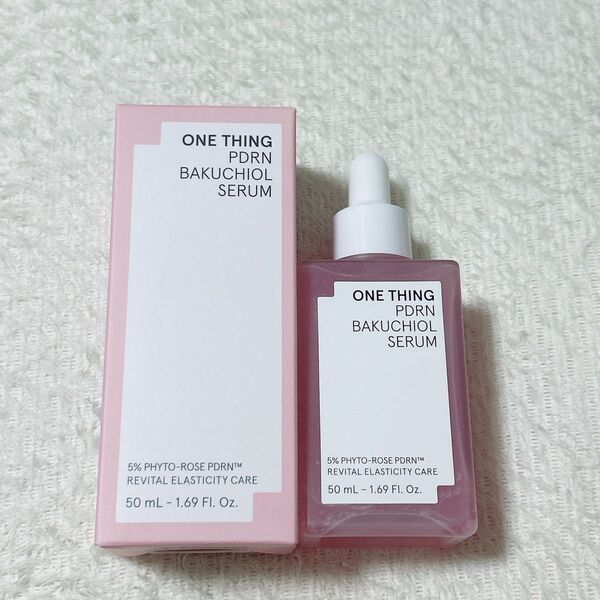 ONE THING
PDRN
BAKUCHIOL
SERUM
5% PHYTO-ROSE PDRN™
REVITAL ELASTICITY CARE
50 mL – 1.69 Fl. Oz.
ONE THING
PDRN
BAKUCHIOL
SERUM
5% PHYTO-ROSE PDRN™
REVITAL ELASTICITY CARE
50 mL – 1.69 Fl. Oz.